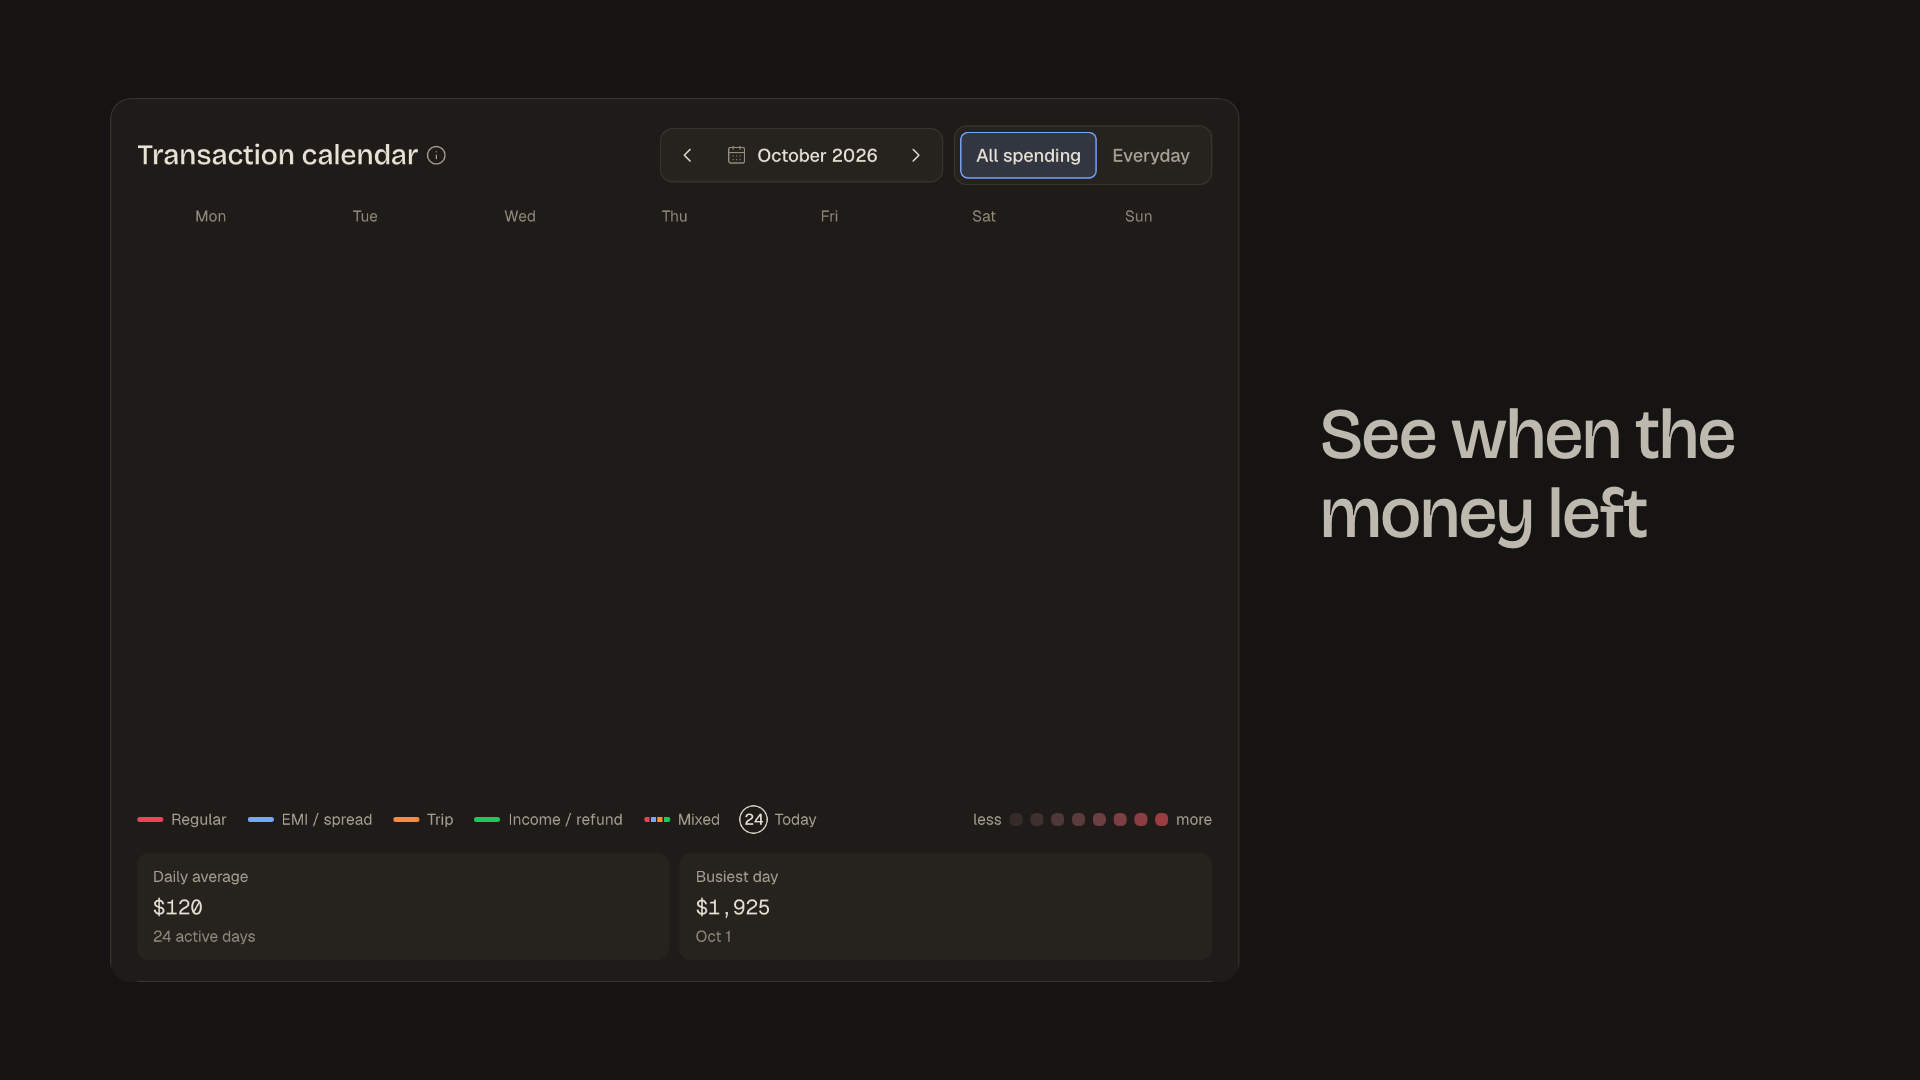 Transaction calendar
October 2026
All spending
Everyday
Mon Tue Wed Thu Fri Sat Sun
See when the
money left
Regular EMI / spread Trip Income / refund Mixed 24 Today
less more
Daily average
$120
24 active days
Busiest day
$1,925
Oct 1